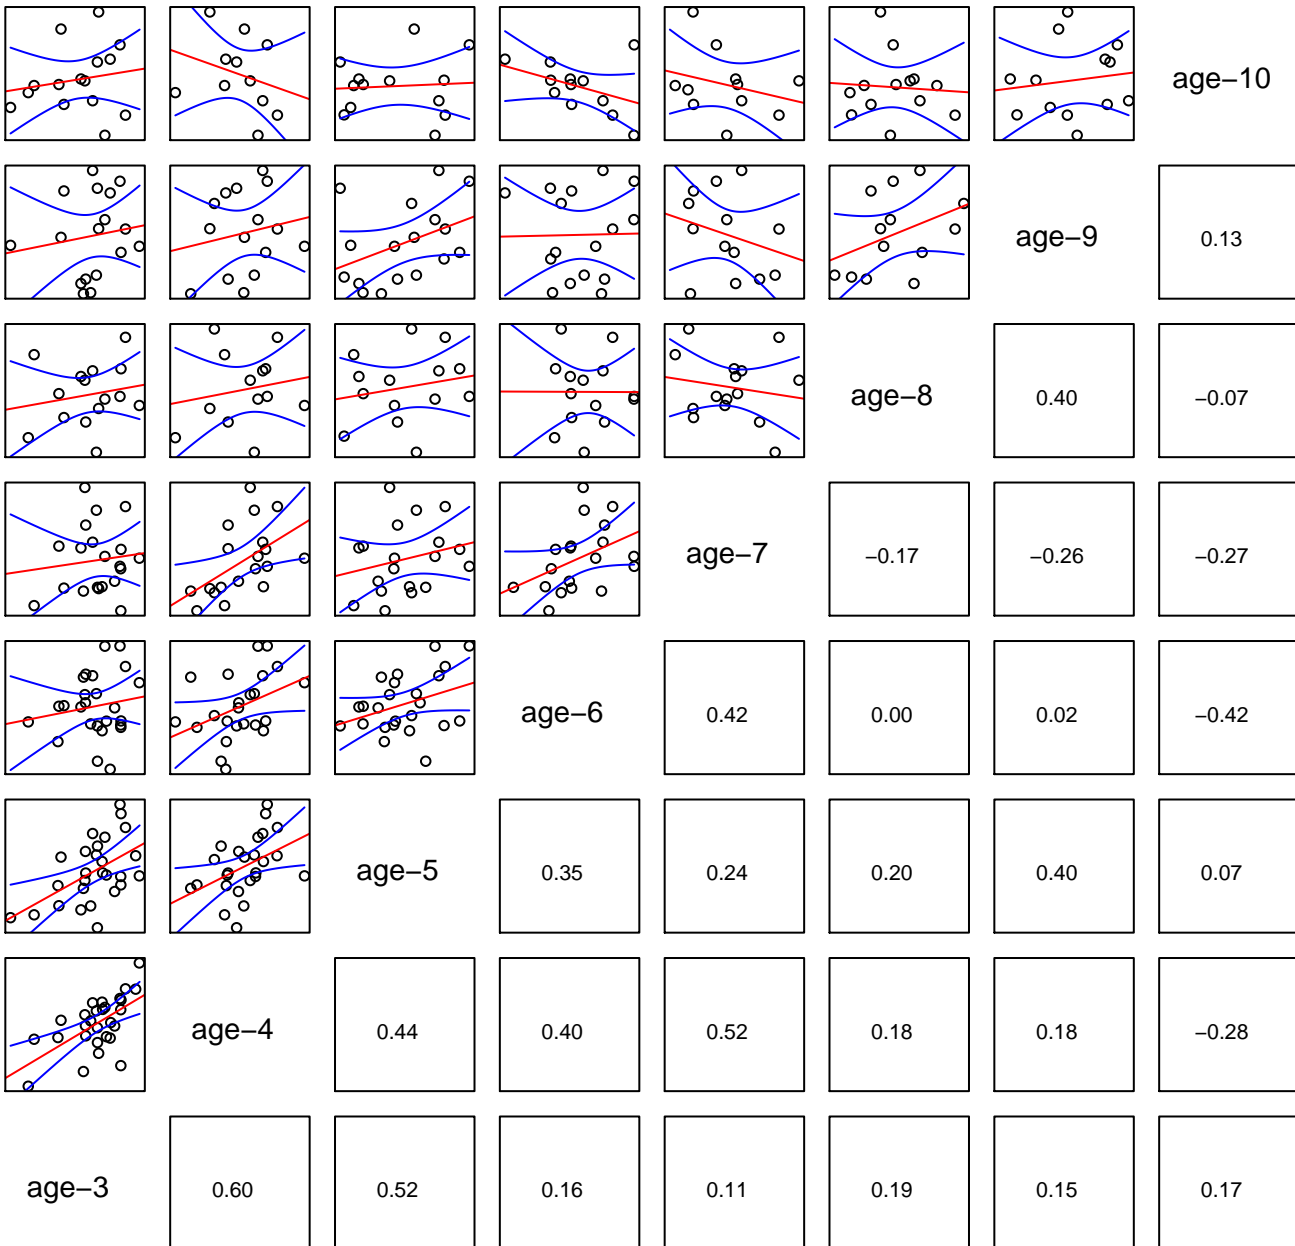 age−10
age−9 0.13
age−8 0.40 −0.07
age−7 −0.17 −0.26 −0.27
age−6 0.42 0.00 0.02 −0.42
age−5 0.35 0.24 0.20 0.40 0.07
age−4 0.44 0.40 0.52 0.18 0.18 −0.28
age−3 0.60 0.52 0.16 0.11 0.19 0.15 0.17